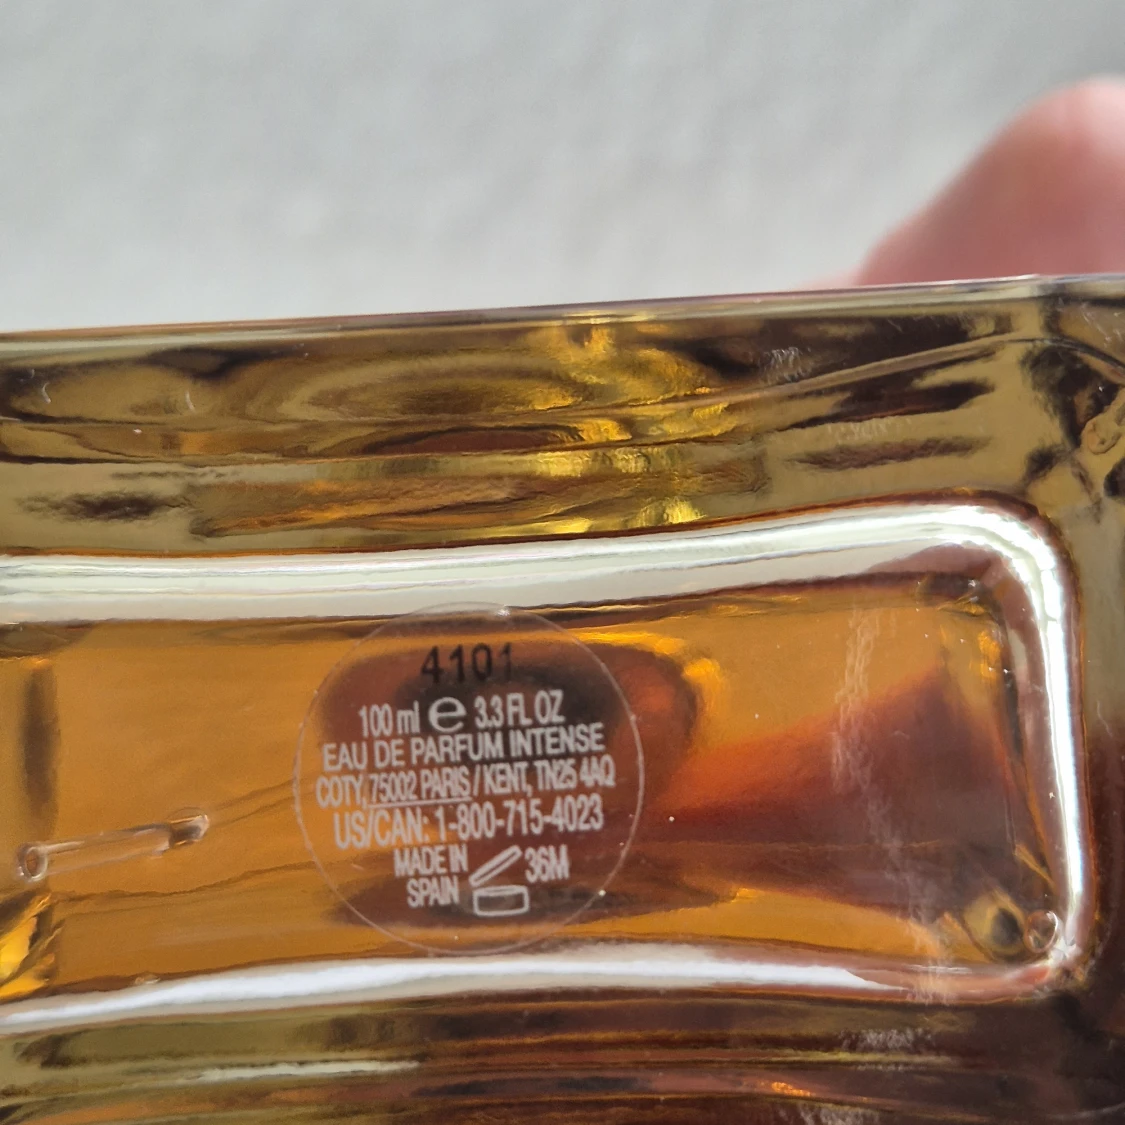 4101
100 ml e 3.3 FL OZ
EAU DE PARFUM INTENSE
COTY, 75002 PARIS / KENT, TN25 4AQ
US/CAN: 1-800-715-4023
MADE IN
SPAIN
36M